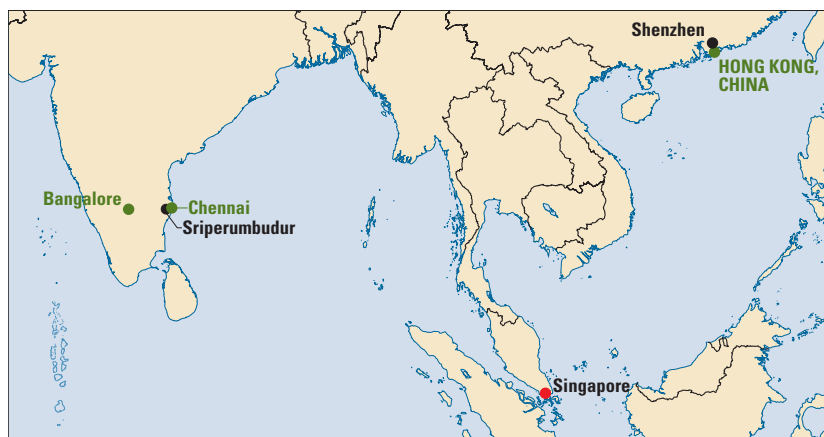 Shenzhen
HONG KONG,
CHINA
Bangalore
Chennai
Sriperumbudur
Singapore